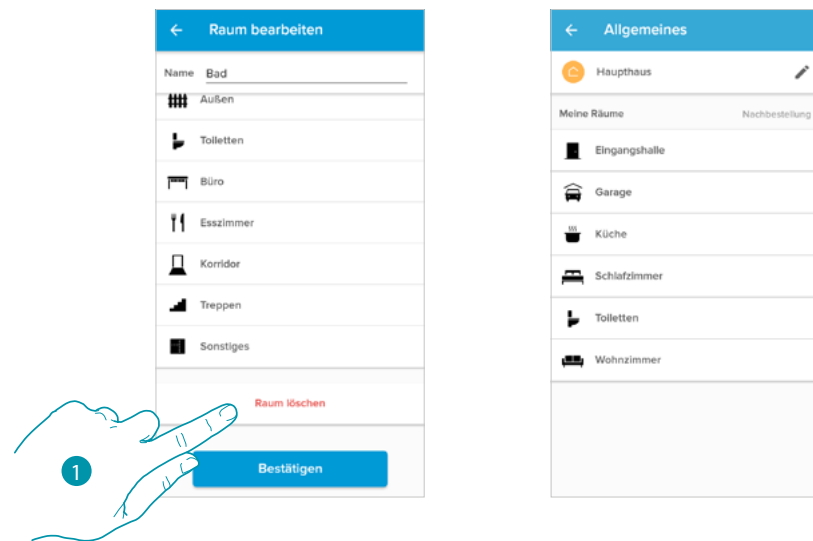 Raum bearbeiten
Name Bad
Außen
Toiletten
Büro
Esszimmer
Korridor
Treppen
Sonstiges
Raum löschen
Bestätigen
1
Allgemeines
Haupthaus
Meine Räume Nachbestellung
Eingangshalle
Garage
Küche
Schlafzimmer
Toiletten
Wohnzimmer